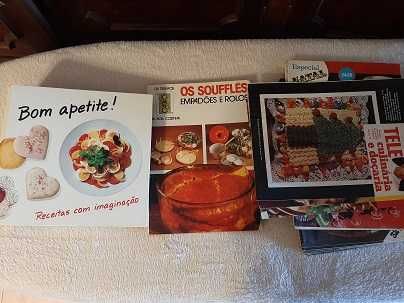 Bom apetite!
Receitas com imaginação
OS SOUFFLÉS
EMPADÕES E ROLOS
Especial
NATAL
TELE
culinária
e doçaria